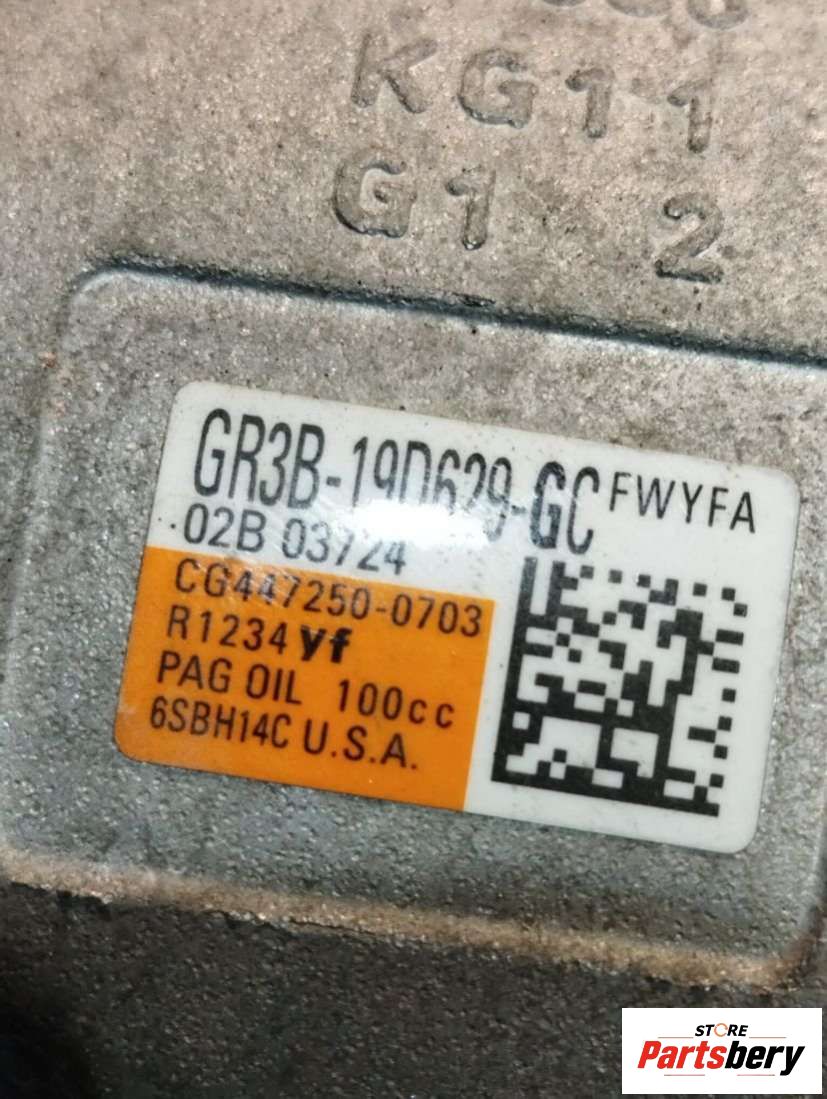 KG11
G1 2
GR3B-19D629-GC FWYFA
02B 03724
CG447250-0703
R1234yf
PAG OIL 100cc
6SBH14C U.S.A.
STORE
Partsbery